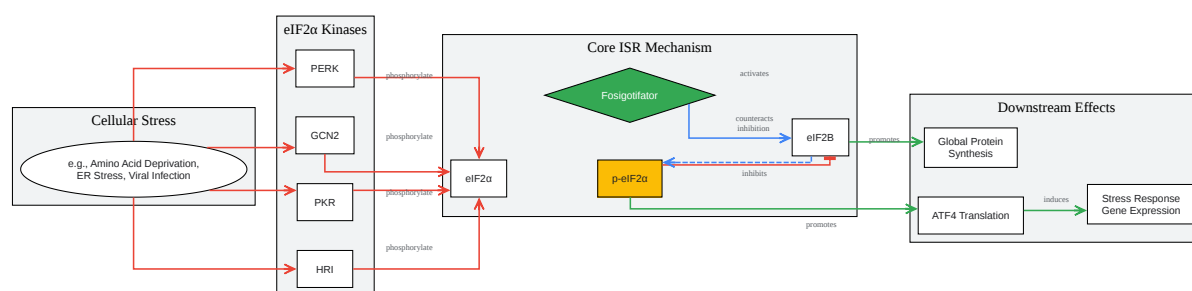 eIF2α Kinases
PERK
phosphorylate
GCN2
phosphorylate
PKR
phosphorylate
HRI
phosphorylate
Cellular Stress
e.g., Amino Acid Deprivation,
ER Stress, Viral Infection
Core ISR Mechanism
Fosigotifator
activates
counteracts
inhibition
eIF2B
eIF2α
p-eIF2α
inhibits
promotes
promotes
Downstream Effects
Global Protein
Synthesis
ATF4 Translation
induces
Stress Response
Gene Expression